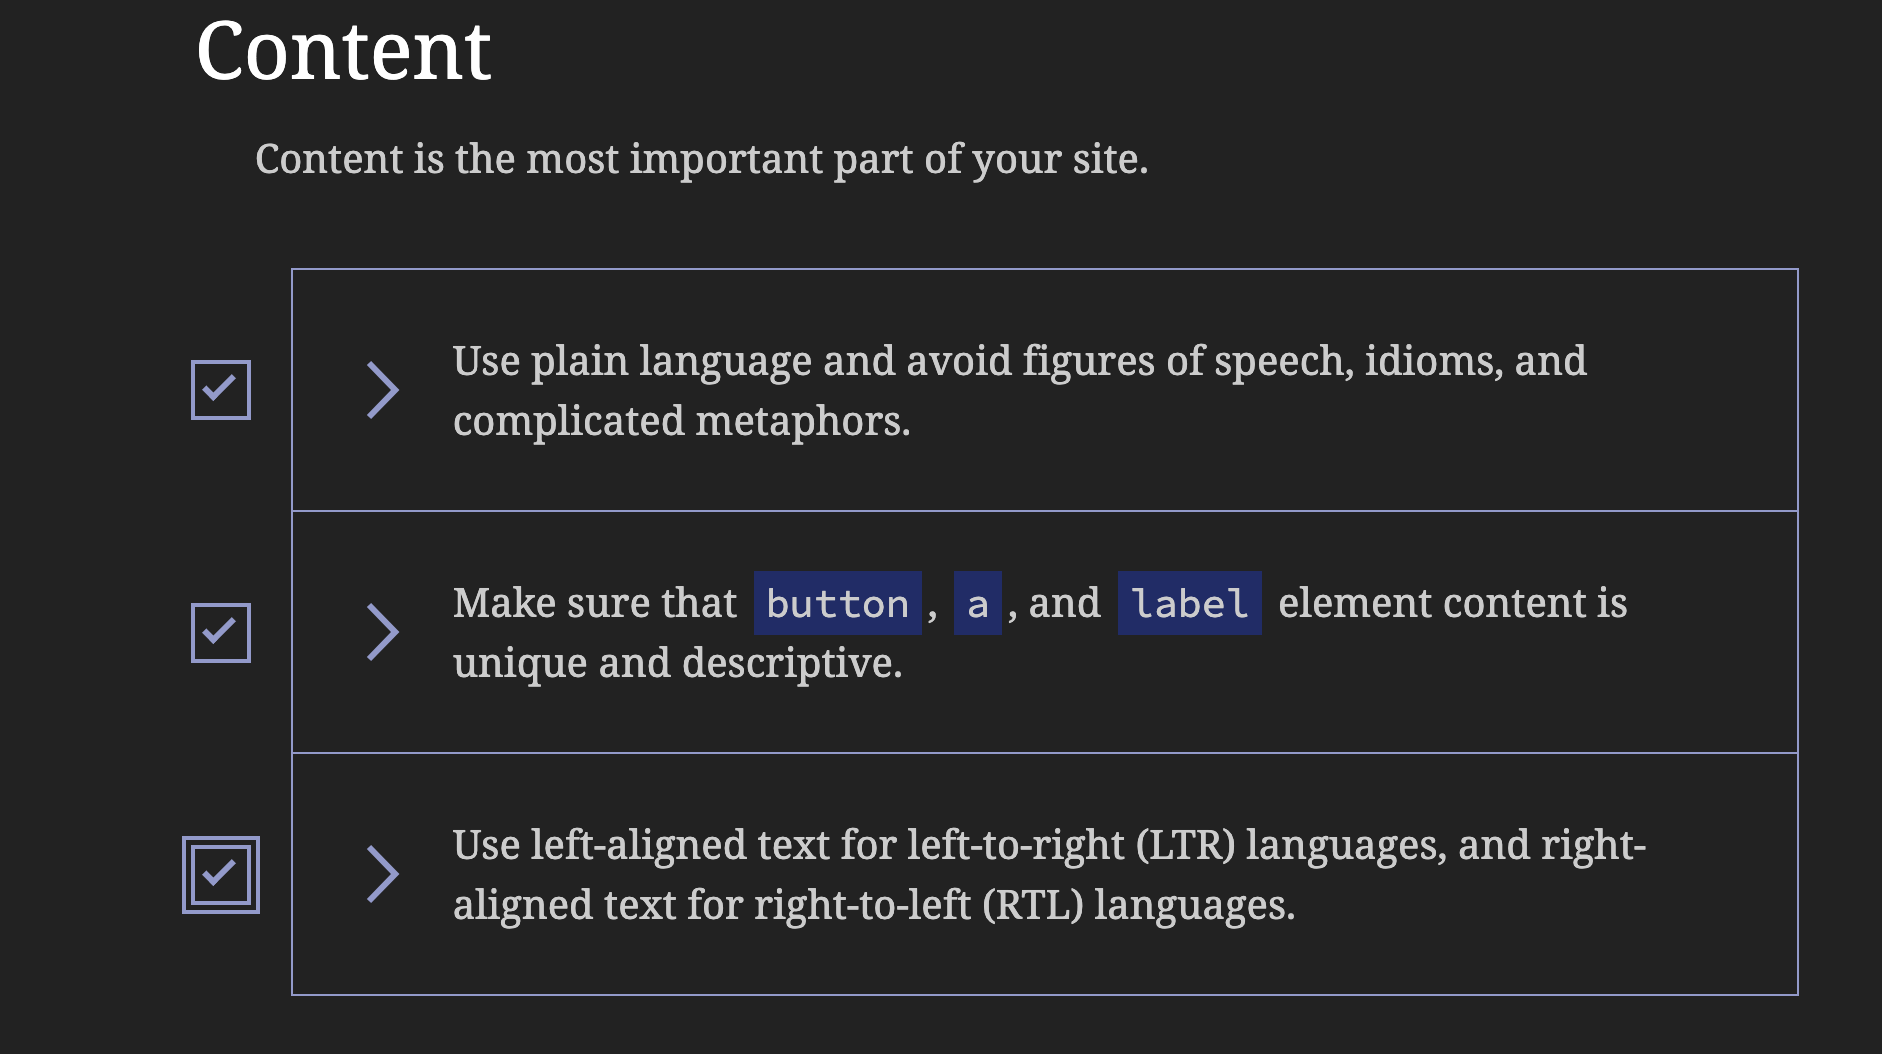 Content
Content is the most important part of your site.
Use plain language and avoid figures of speech, idioms, and
complicated metaphors.
Make sure that button, a, and label element content is
unique and descriptive.
Use left-aligned text for left-to-right (LTR) languages, and right-
aligned text for right-to-left (RTL) languages.